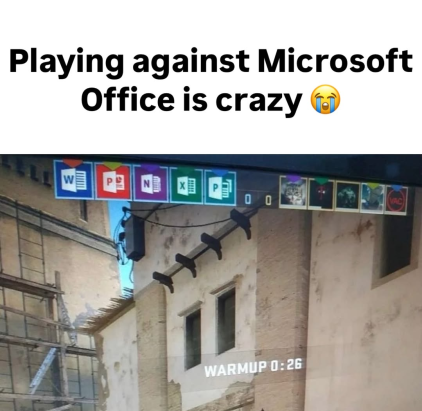 Playing against Microsoft
Office is crazy 😭
W P N X P 0 0
WARMUP 0:26